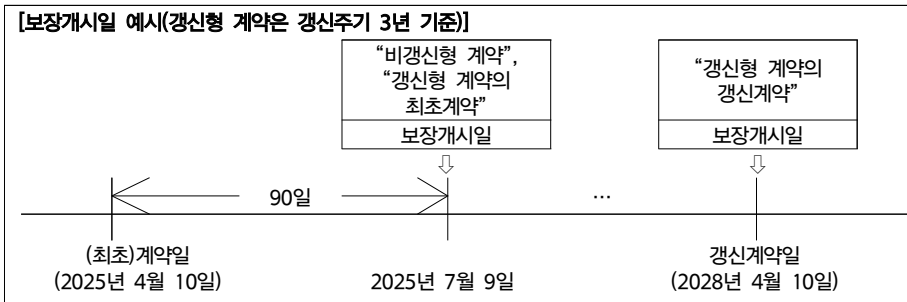 [보장개시일 예시(갱신형 계약은 갱신주기 3년 기준)]
“비갱신형 계약”,
“갱신형 계약의
최초계약”
보장개시일
“갱신형 계약의
갱신계약”
보장개시일
90일
...
(최초)계약일
(2025년 4월 10일)
2025년 7월 9일
갱신계약일
(2028년 4월 10일)